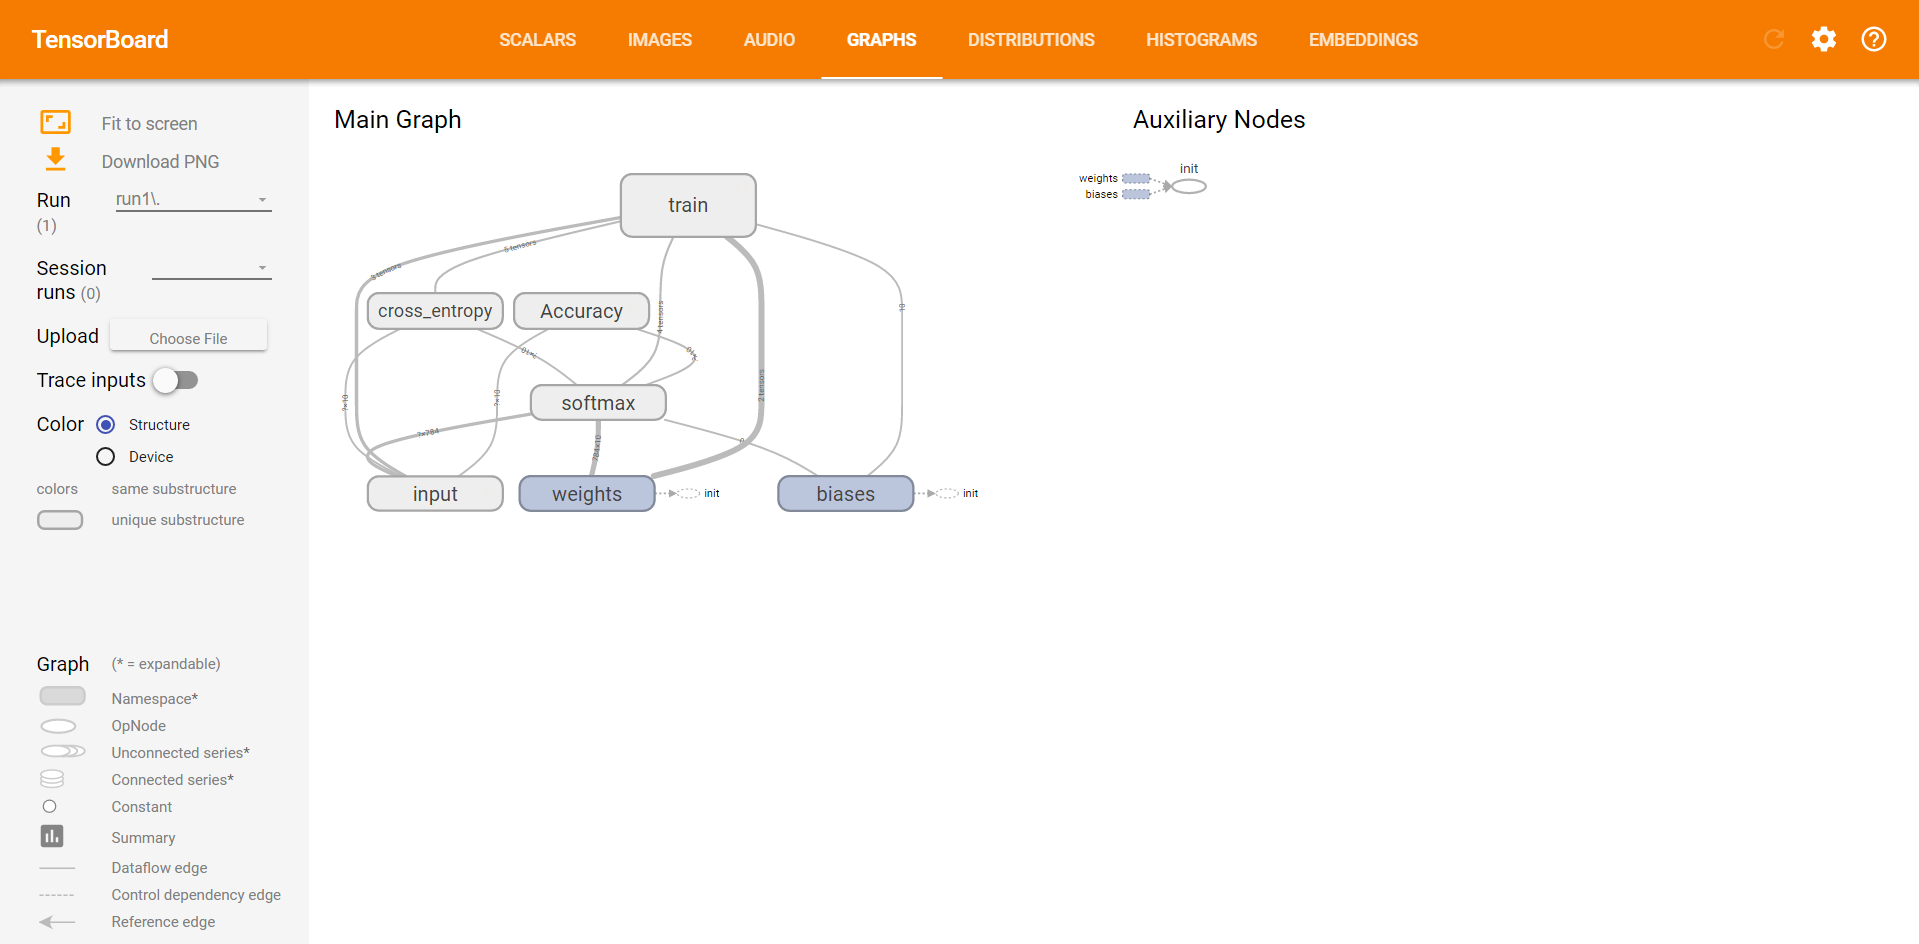 TensorBoard
SCALARS
IMAGES
AUDIO
GRAPHS
DISTRIBUTIONS
HISTOGRAMS
EMBEDDINGS
Fit to screen
Download PNG
Run
(1)
run1\.
Session
runs (0)
Upload
Choose File
Trace inputs
Color
Structure
Device
colors
same substructure
unique substructure
Graph
(* = expandable)
Namespace*
OpNode
Unconnected series*
Connected series*
Constant
Summary
Dataflow edge
Control dependency edge
Reference edge
Main Graph
train
5 tensors
3 tensors
cross_entropy
Accuracy
4 tensors
10
?×10
?×10
2 tensors
?×10
?×10
softmax
?×784
784×10
input
weights
init
biases
init
Auxiliary Nodes
init
weights
biases